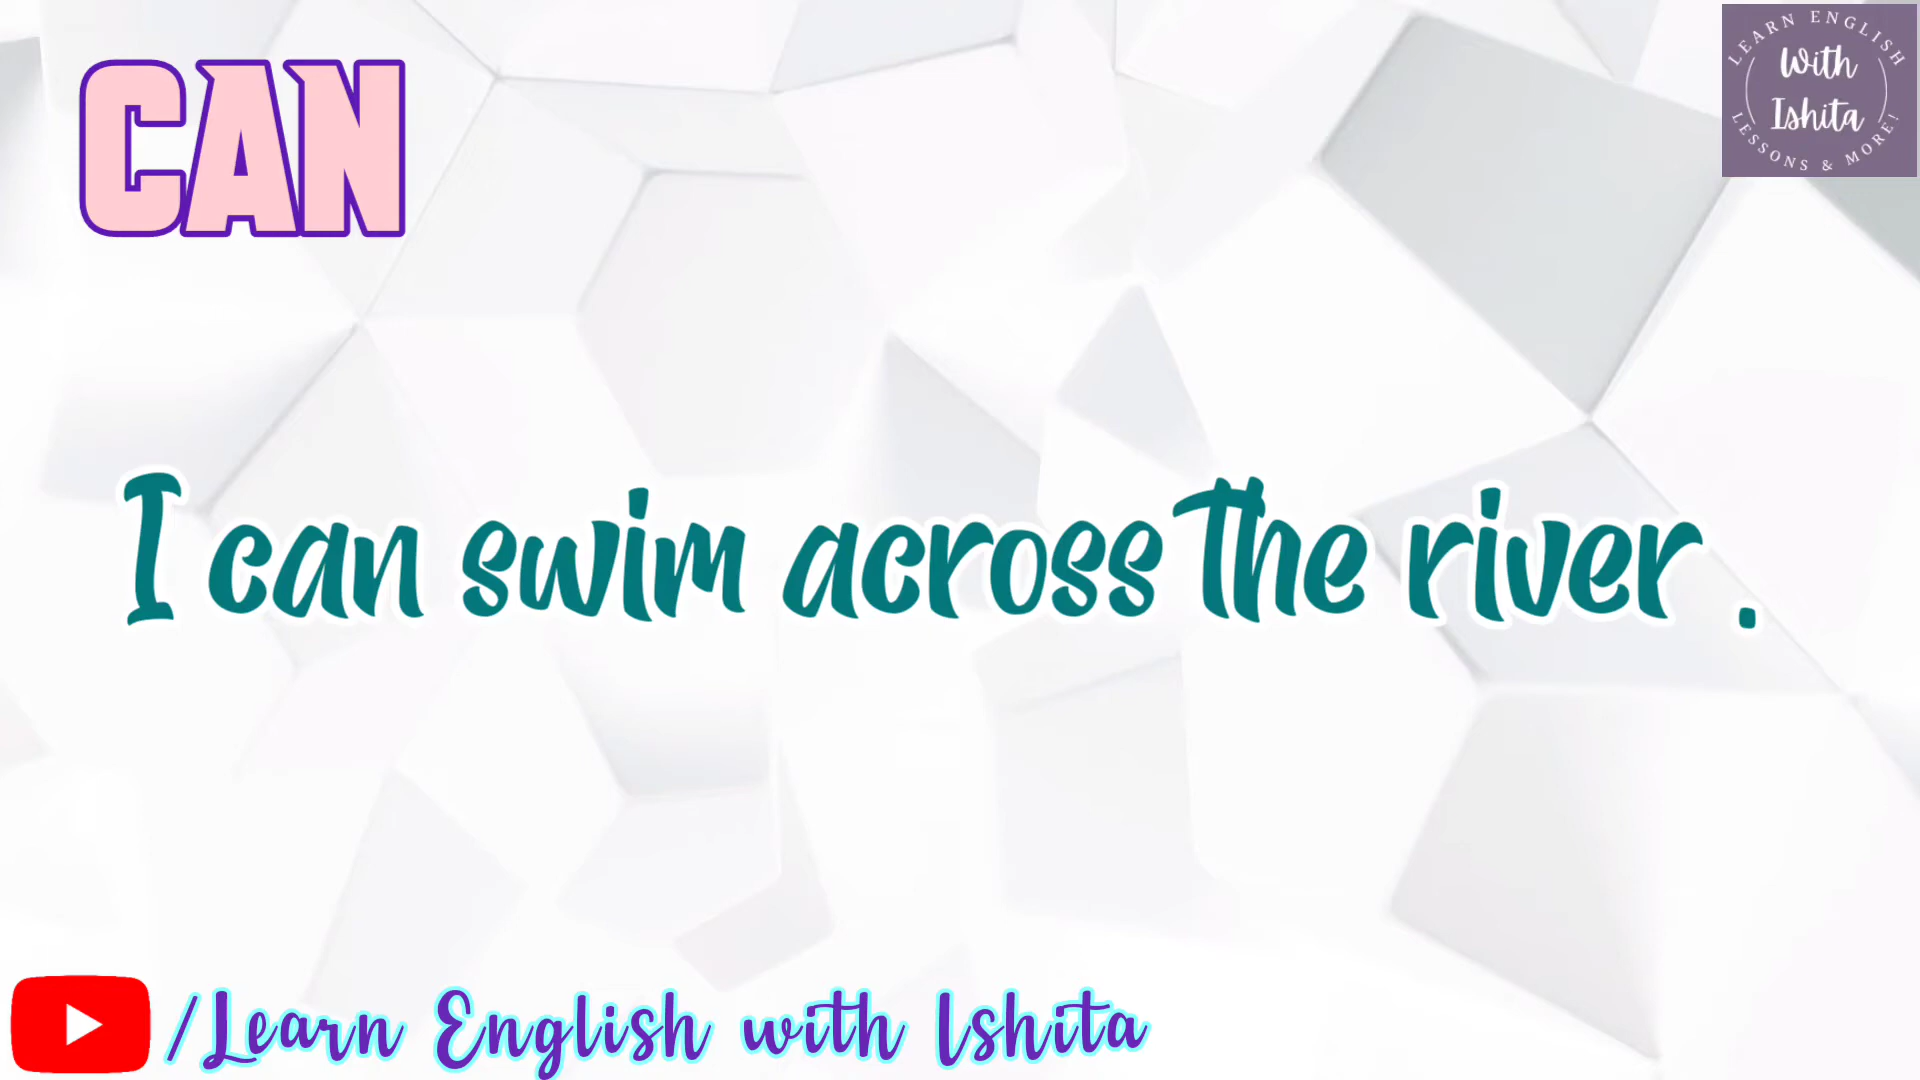 CAN
LEARN ENGLISH
With
Ishita
LESSONS & MORE!
I can swim across the river .
/Learn English with Ishita